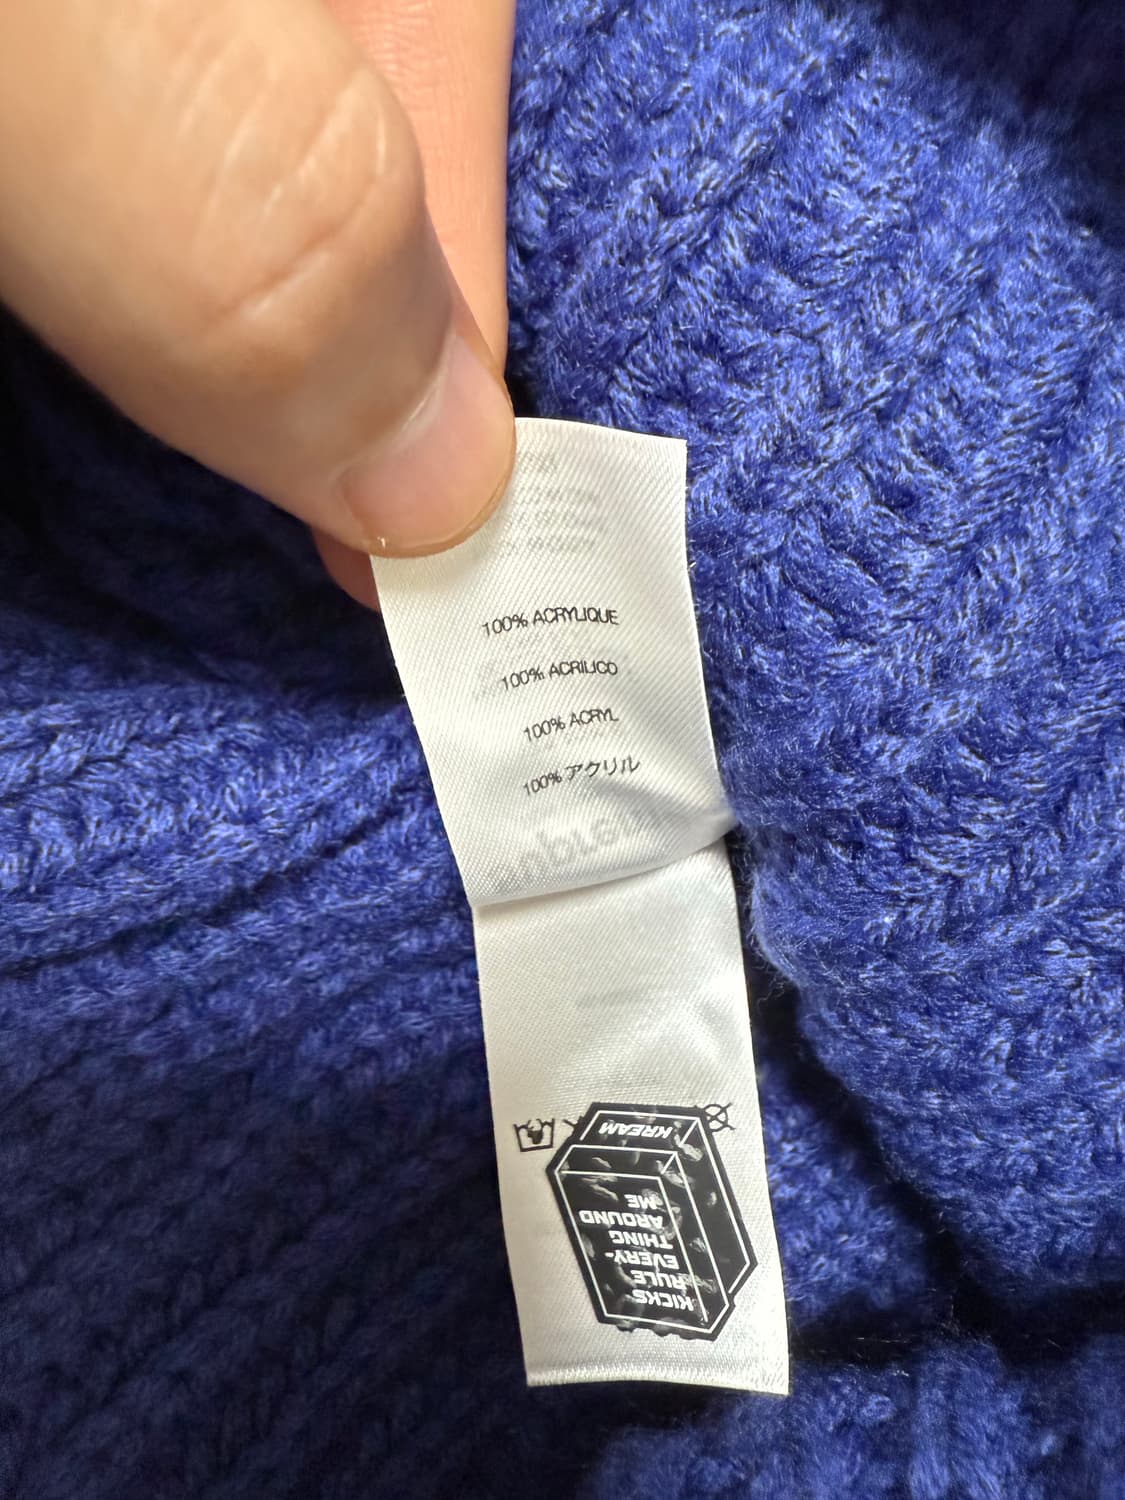 100% ACRYLIQUE
100% ACRILICO
100% ACRYL
100% アクリル
KREAM
KICKS
RULE
EVERY-
THING
AROUND
ME